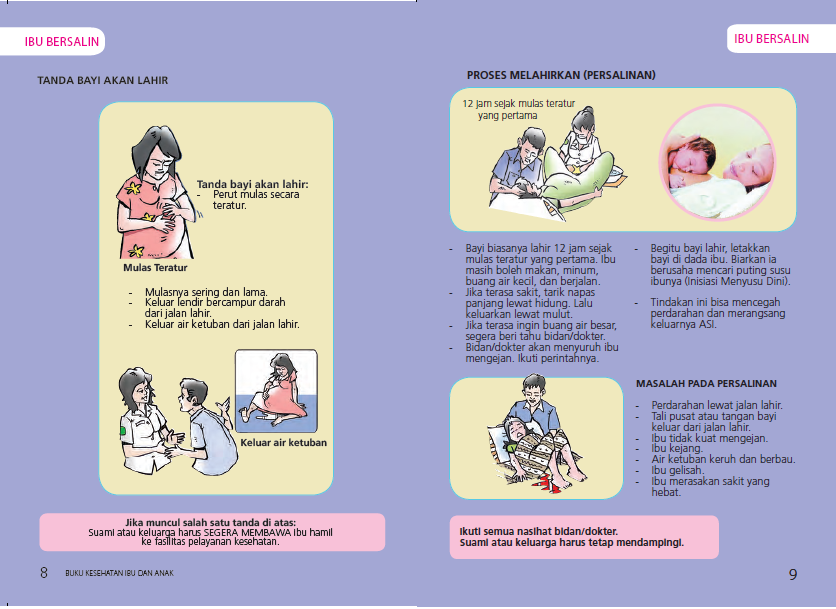 IBU BERSALIN
TANDA BAYI AKAN LAHIR
Tanda bayi akan lahir:
- Perut mulas secara
teratur.
Mulas Teratur
- Mulasnya sering dan lama.
- Keluar lendir bercampur darah
dari jalan lahir.
- Keluar air ketuban dari jalan lahir.
Keluar air ketuban
Jika muncul salah satu tanda di atas:
Suami atau keluarga harus SEGERA MEMBAWA ibu hamil
ke fasilitas pelayanan kesehatan.
8 BUKU KESEHATAN IBU DAN ANAK
IBU BERSALIN
PROSES MELAHIRKAN (PERSALINAN)
12 jam sejak mulas teratur
yang pertama
- Bayi biasanya lahir 12 jam sejak
mulas teratur yang pertama. Ibu
masih boleh makan, minum,
buang air kecil, dan berjalan.
- Jika terasa sakit, tarik napas
panjang lewat hidung. Lalu
keluarkan lewat mulut.
- Jika terasa ingin buang air besar,
segera beri tahu bidan/dokter.
- Bidan/dokter akan menyuruh ibu
mengejan. Ikuti perintahnya.
- Begitu bayi lahir, letakkan
bayi di dada ibu. Biarkan ia
berusaha mencari puting susu
ibunya (Inisiasi Menyusu Dini).
- Tindakan ini bisa mencegah
perdarahan dan merangsang
keluarnya ASI.
MASALAH PADA PERSALINAN
- Perdarahan lewat jalan lahir.
- Tali pusat atau tangan bayi
keluar dari jalan lahir.
- Ibu tidak kuat mengejan.
- Ibu kejang.
- Air ketuban keruh dan berbau.
- Ibu gelisah.
- Ibu merasakan sakit yang
hebat.
Ikuti semua nasihat bidan/dokter.
Suami atau keluarga harus tetap mendampingi.
9